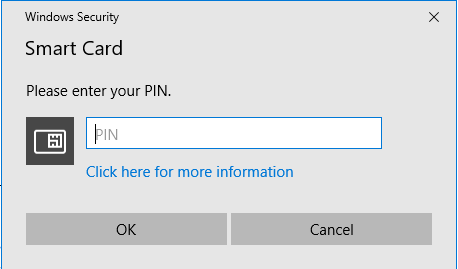 Windows Security
Smart Card
Please enter your PIN.
PIN
Click here for more information
OK
Cancel